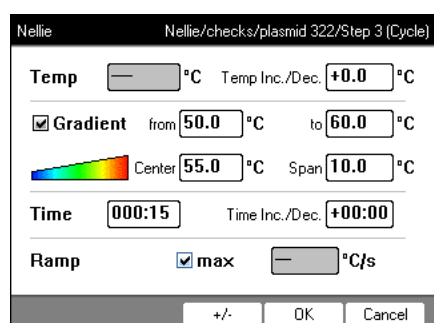 Nellie Nellie/checks/plasmid 322/Step 3 (Cycle)
Temp — °C Temp Inc./Dec. +0.0 °C
Gradient from 50.0 °C to 60.0 °C
Center 55.0 °C Span 10.0 °C
Time 000:15 Time Inc./Dec. +00:00
Ramp max — °C/s
+/- OK Cancel